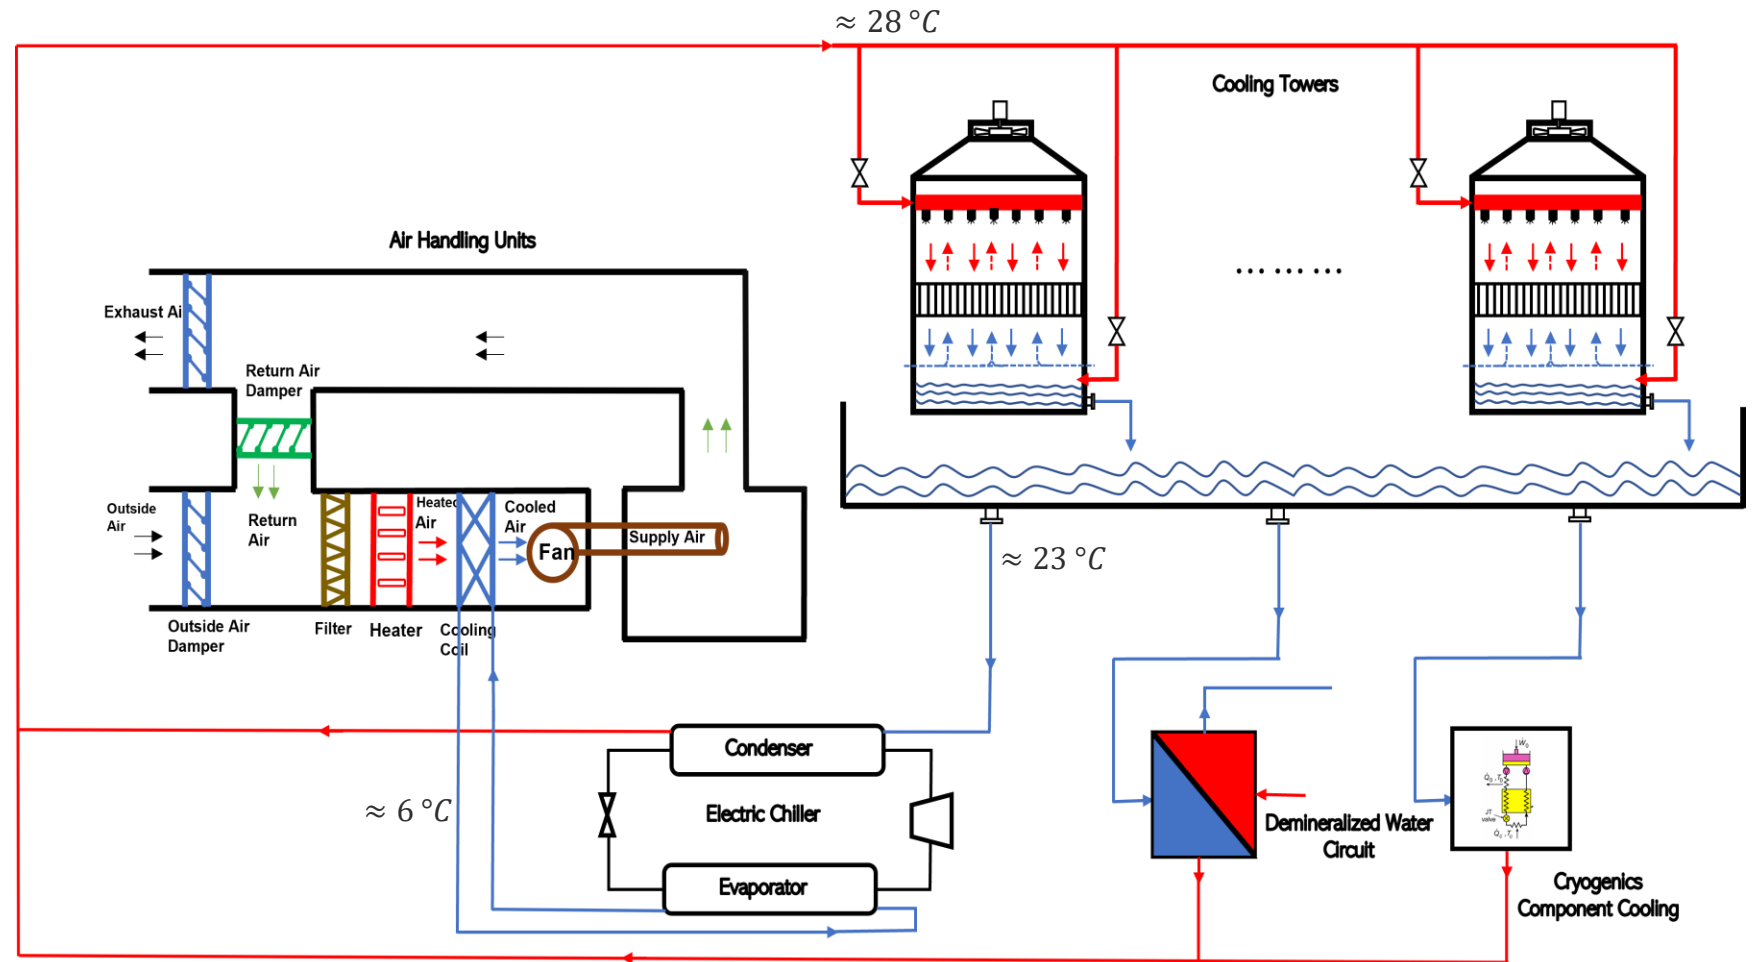 ≈ 28 °C
Cooling Towers
Air Handling Units
Exhaust Ai
Return Air
Damper
Outside
Air
Return
Air
Heated
Air
Cooled
Air
Fan
Supply Air
≈ 23 °C
Outside Air
Damper
Filter
Heater
Cooling
Coil
Condenser
≈ 6 °C
Electric Chiller
Evaporator
Demineralized Water
Circuit
JT
valve
Cryogenics
Component Cooling